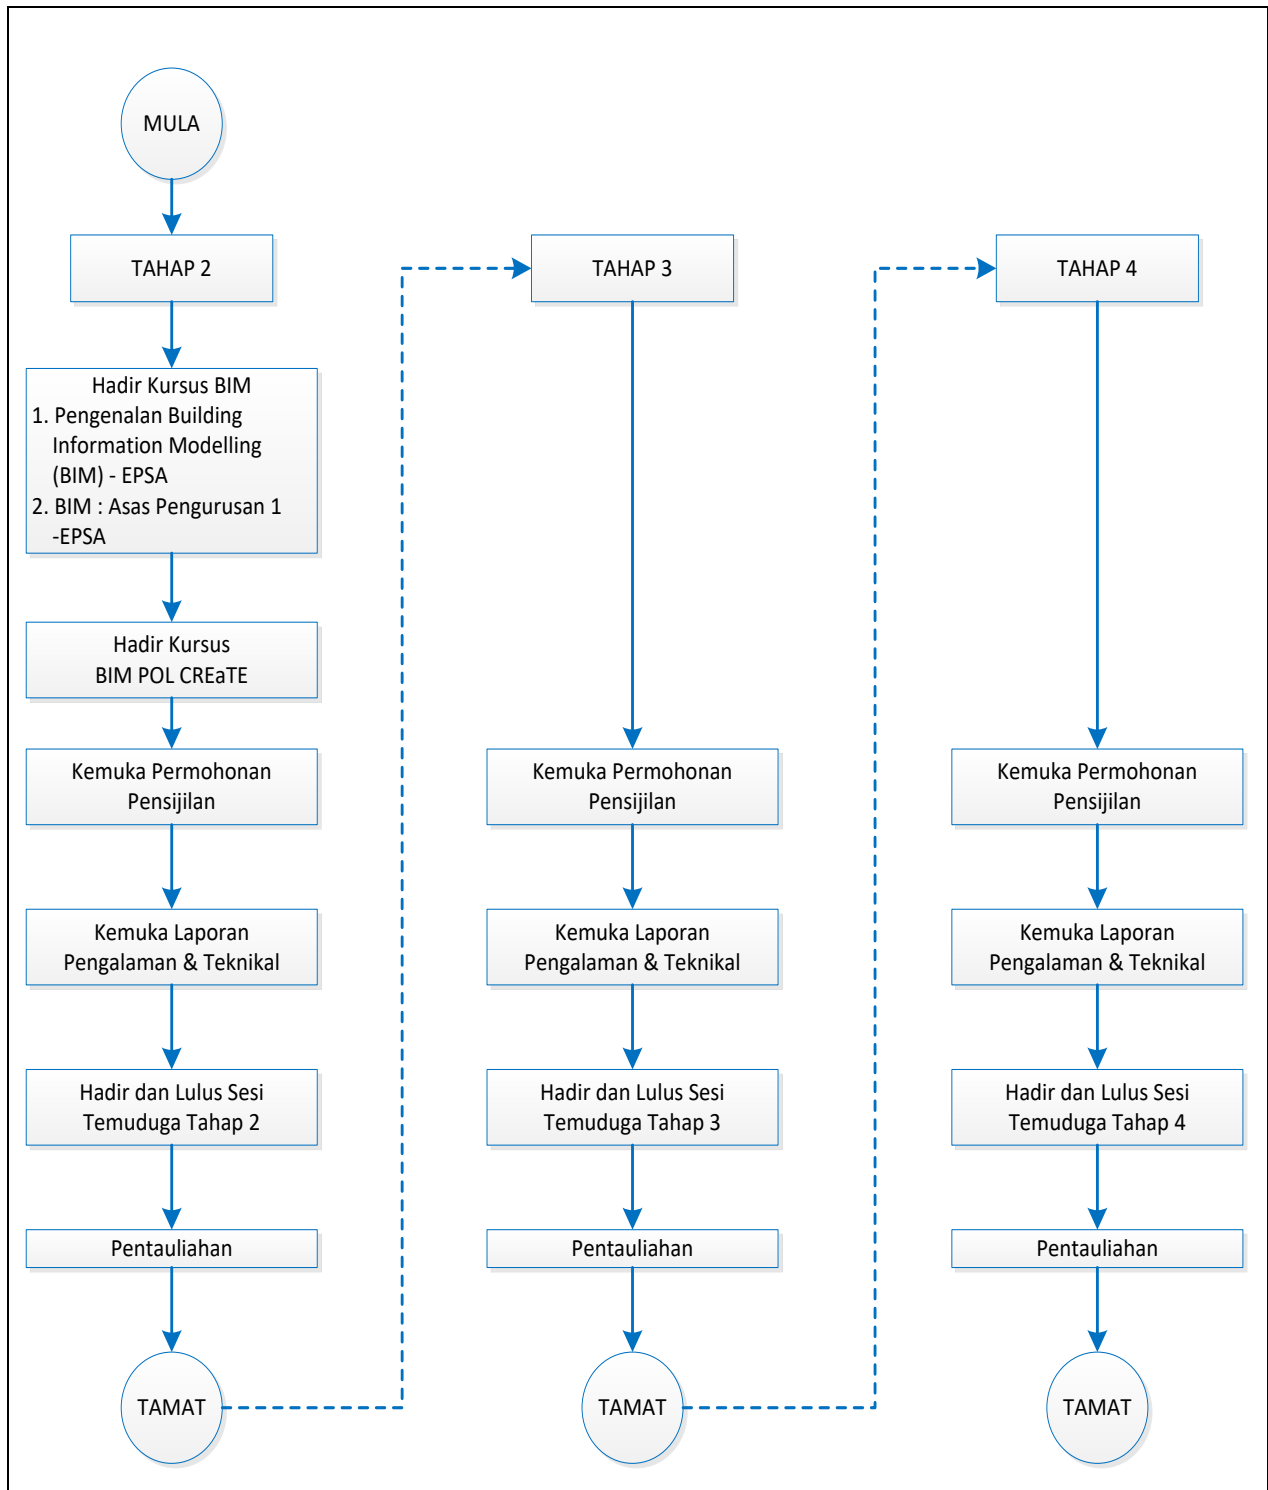 MULA
TAHAP 2
Hadir Kursus BIM
1. Pengenalan Building
Information Modelling
(BIM) - EPSA
2. BIM : Asas Pengurusan 1
-EPSA
Hadir Kursus
BIM POL CREaTE
Kemuka Permohonan
Pensijilan
Kemuka Laporan
Pengalaman & Teknikal
Hadir dan Lulus Sesi
Temuduga Tahap 2
Pentauliahan
TAMAT
TAHAP 3
Kemuka Permohonan
Pensijilan
Kemuka Laporan
Pengalaman & Teknikal
Hadir dan Lulus Sesi
Temuduga Tahap 3
Pentauliahan
TAMAT
TAHAP 4
Kemuka Permohonan
Pensijilan
Kemuka Laporan
Pengalaman & Teknikal
Hadir dan Lulus Sesi
Temuduga Tahap 4
Pentauliahan
TAMAT